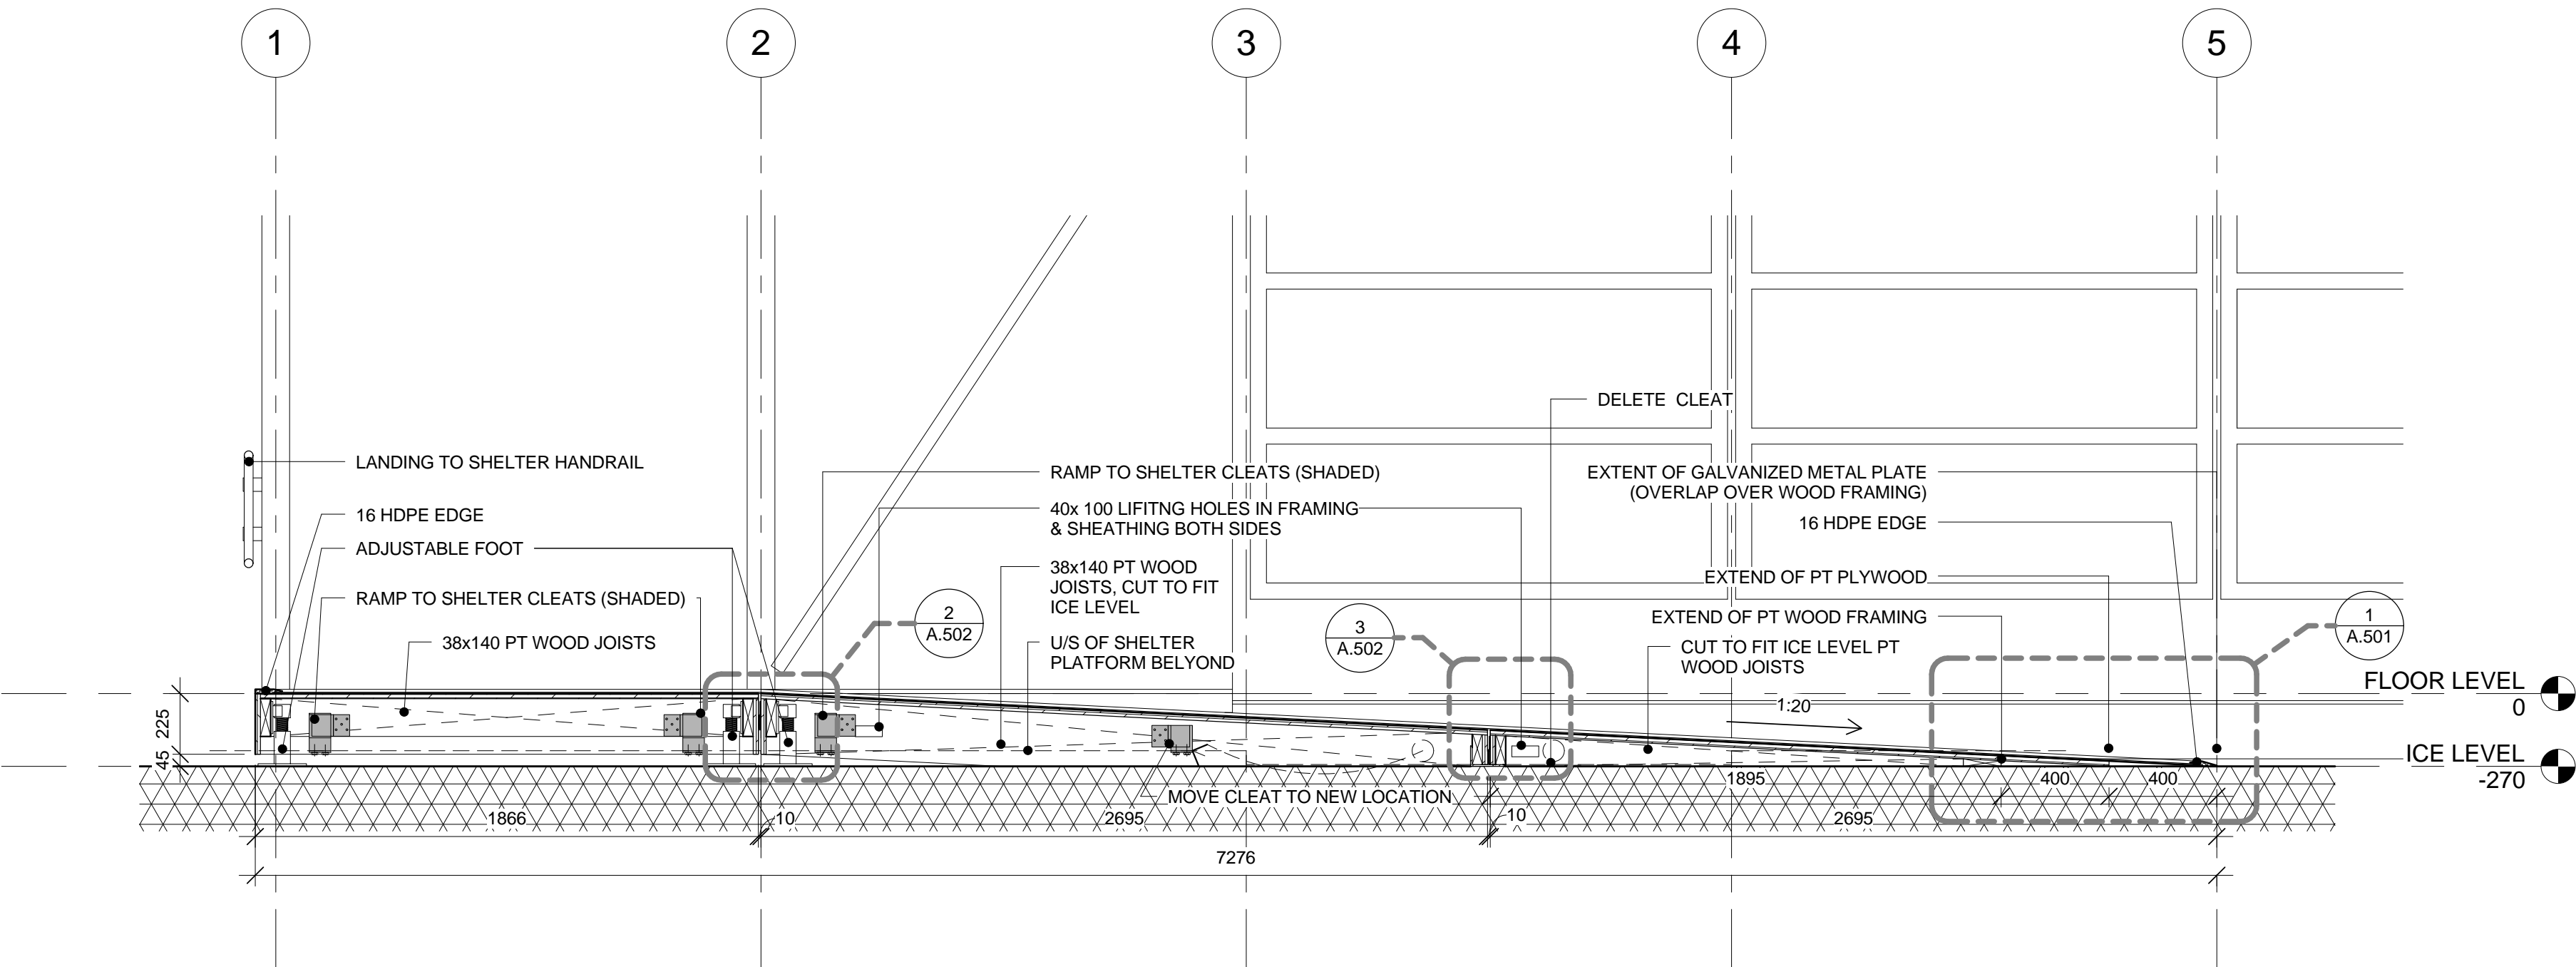 1
2
3
4
5
DELETE CLEAT
LANDING TO SHELTER HANDRAIL
RAMP TO SHELTER CLEATS (SHADED)
EXTENT OF GALVANIZED METAL PLATE
(OVERLAP OVER WOOD FRAMING)
16 HDPE EDGE
40x 100 LIFITNG HOLES IN FRAMING
& SHEATHING BOTH SIDES
16 HDPE EDGE
ADJUSTABLE FOOT
38x140 PT WOOD
JOISTS, CUT TO FIT
ICE LEVEL
EXTEND OF PT PLYWOOD
RAMP TO SHELTER CLEATS (SHADED)
2
A.502
EXTEND OF PT WOOD FRAMING
1
A.501
38x140 PT WOOD JOISTS
U/S OF SHELTER
PLATFORM BELYOND
3
A.502
CUT TO FIT ICE LEVEL PT
WOOD JOISTS
FLOOR LEVEL
0
1:20
225
45
ICE LEVEL
-270
1895
400
400
MOVE CLEAT TO NEW LOCATION
1866
10
2695
10
2695
7276